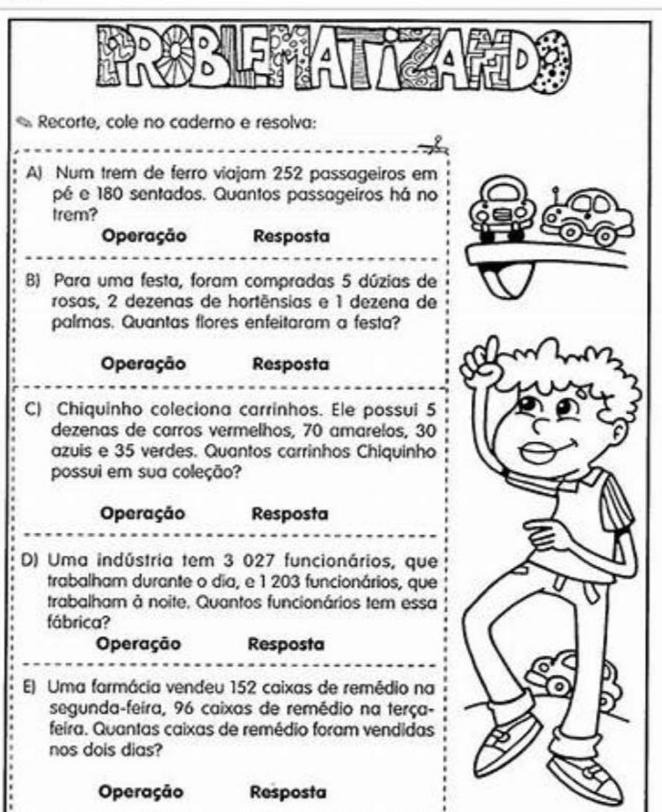 PROBLEMATIZANDO
Recorte, cole no caderno e resolva:
A) Num trem de ferro viajam 252 passageiros em
pé e 180 sentados. Quantos passageiros há no
trem?
Operação Resposta
B) Para uma festa, foram compradas 5 dúzias de
rosas, 2 dezenas de hortênsias e 1 dezena de
palmas. Quantas flores enfeitaram a festa?
Operação Resposta
C) Chiquinho coleciona carrinhos. Ele possui 5
dezenas de carros vermelhos, 70 amarelos, 30
azuis e 35 verdes. Quantos carrinhos Chiquinho
possui em sua coleção?
Operação Resposta
D) Uma indústria tem 3 027 funcionários, que
trabalham durante o dia, e 1 203 funcionários, que
trabalham à noite. Quantos funcionários tem essa
fábrica?
Operação Resposta
E) Uma farmácia vendeu 152 caixas de remédio na
segunda-feira, 96 caixas de remédio na terça-
feira. Quantas caixas de remédio foram vendidas
nos dois dias?
Operação Resposta